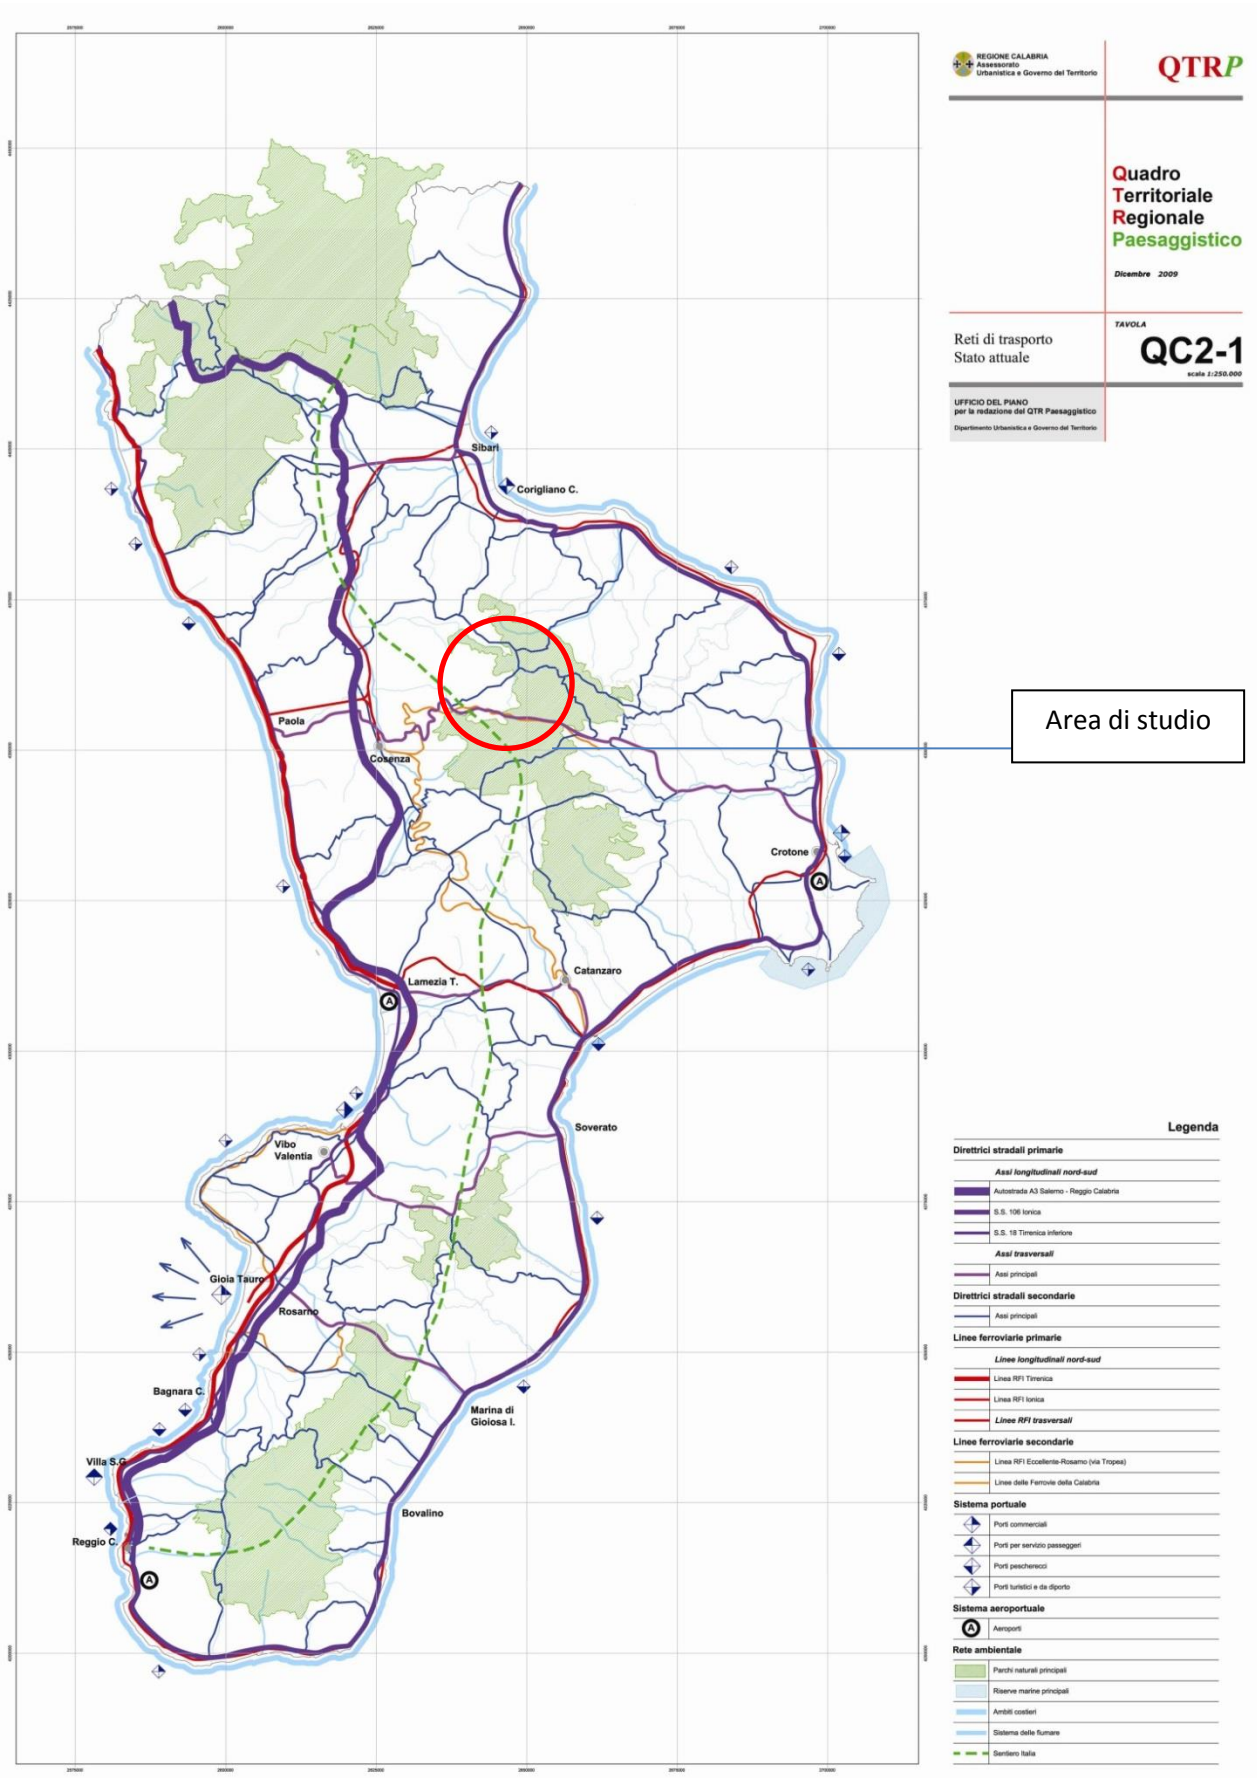 REGIONE CALABRIA
Assessorato
Urbanistica e Governo del Territorio
QTRP
Quadro
Territoriale
Regionale
Paesaggistico
Dicembre 2009
Reti di trasporto
Stato attuale
TAVOLA
QC2-1
scala 1:250.000
UFFICIO DEL PIANO
per la redazione del QTR Paesaggistico
Dipartimento Urbanistica e Governo del Territorio
Sibari
Corigliano C.
Area di studio
Paola
Cosenza
Crotone
A
Catanzaro
Lamezia T.
A
Soverato
Vibo
Valentia
Gioia Tauro
Rosarno
Bagnara C.
Marina di
Gioiosa I.
Villa S.G.
Bovalino
Reggio C.
A
Legenda
Direttrici stradali primarie
Assi longitudinali nord-sud
Autostrada A3 Salerno - Reggio Calabria
S.S. 106 Ionica
S.S. 18 Tirrenica inferiore
Assi trasversali
Assi principali
Direttrici stradali secondarie
Assi principali
Linee ferroviarie primarie
Linee longitudinali nord-sud
Linea RFI Tirrenica
Linea RFI Ionica
Linee RFI trasversali
Linee ferroviarie secondarie
Linea RFI Eccellente-Rosarno (via Tropea)
Linee delle Ferrovie della Calabria
Sistema portuale
Porti commerciali
Porti per servizio passeggeri
Porti pescherecci
Porti turistici e da diporto
Sistema aeroportuale
A Aeroporti
Rete ambientale
Parchi naturali principali
Riserve marine principali
Ambiti costieri
Sistema delle fiumare
Sentiero Italia